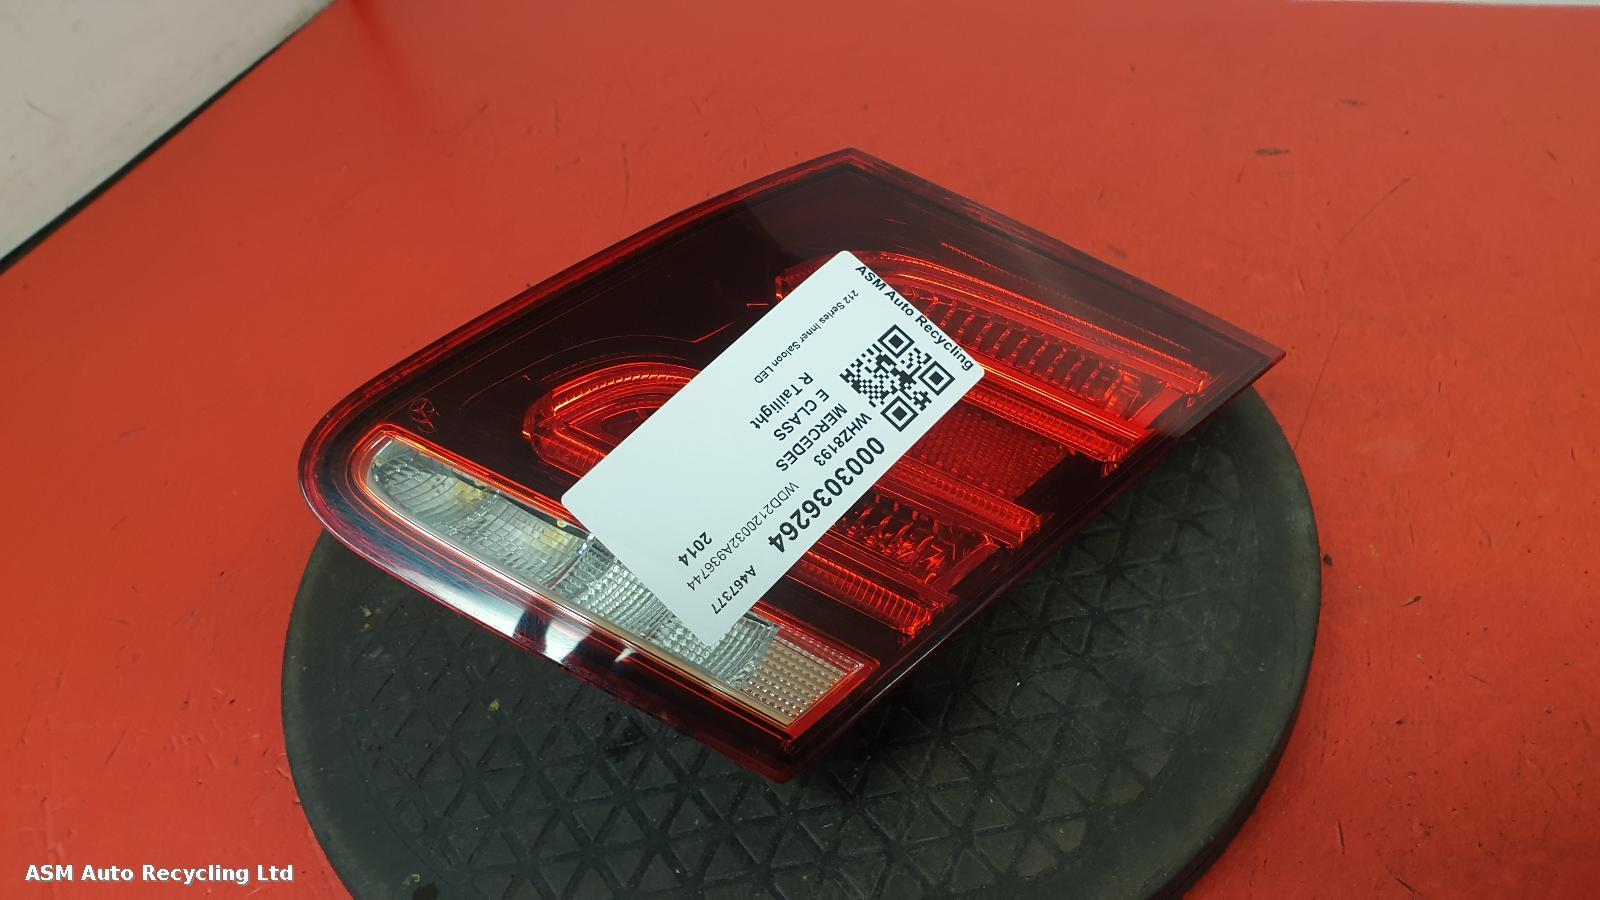 ASM Auto Recycling
0003036264
WHZ8193
MERCEDES
E CLASS
R Taillight
212 Series Inner Saloon LED
A467377
WDD2120032A936744
2014
ASM Auto Recycling Ltd